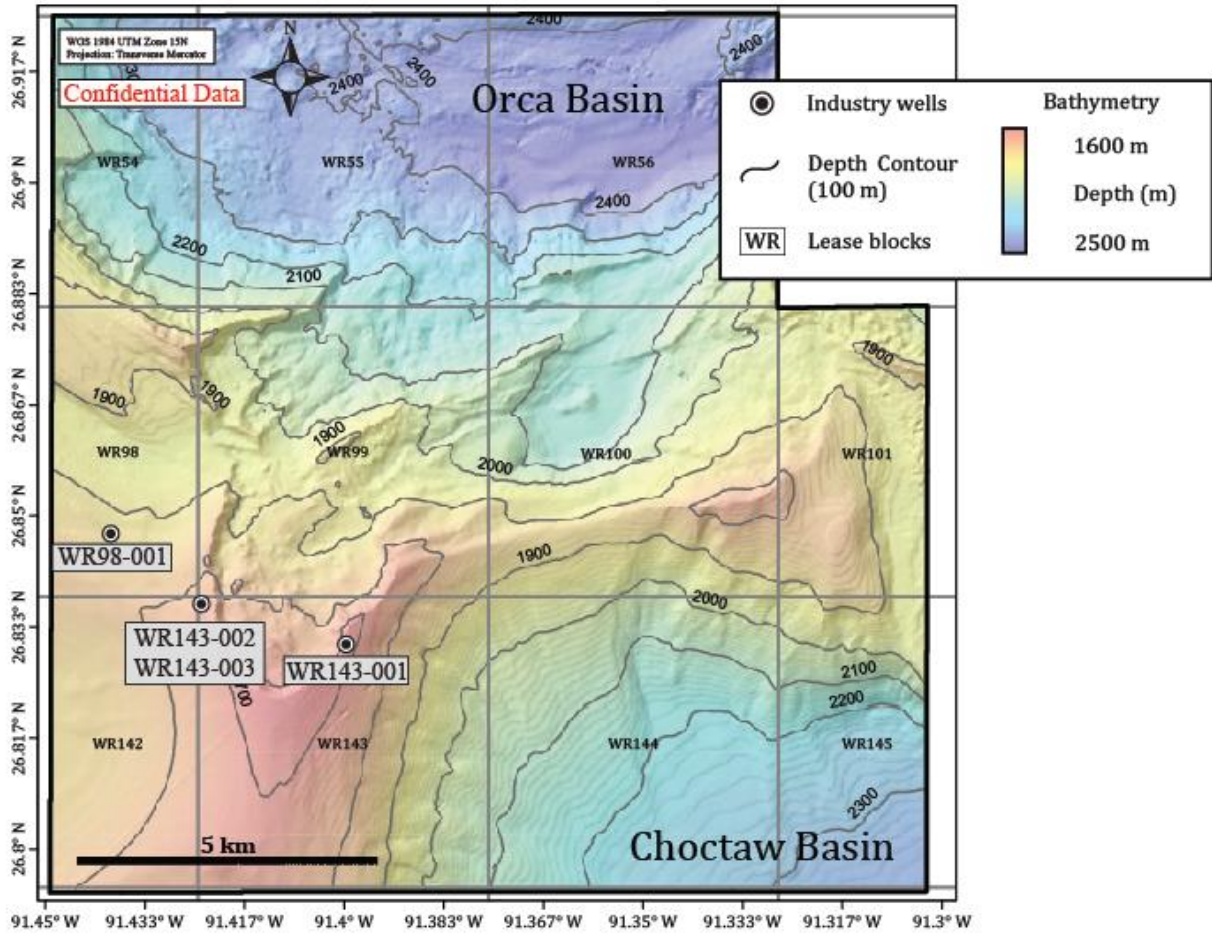 WGS 1984 UTM Zone 15N
Projection: Transverse Mercator
Confidential Data
N
Orca Basin
2400
2400
2400
2400
2400
WR54
WR55
WR56
2200
2100
Industry wells
Depth Contour
(100 m)
WR
Lease blocks
Bathymetry
1600 m
Depth (m)
2500 m
1900
1900
1900
1900
WR98
WR99
2000
WR100
WR101
WR98-001
1900
2000
WR143-002
WR143-003
WR143-001
2100
2200
WR142
WR143
WR144
WR145
2300
5 km
Choctaw Basin
26.917° N
26.9° N
26.883° N
26.867° N
26.85° N
26.833° N
26.817° N
26.8° N
91.45° W
91.433° W
91.417° W
91.4° W
91.383° W
91.367° W
91.35° W
91.333° W
91.317° W
91.3° W